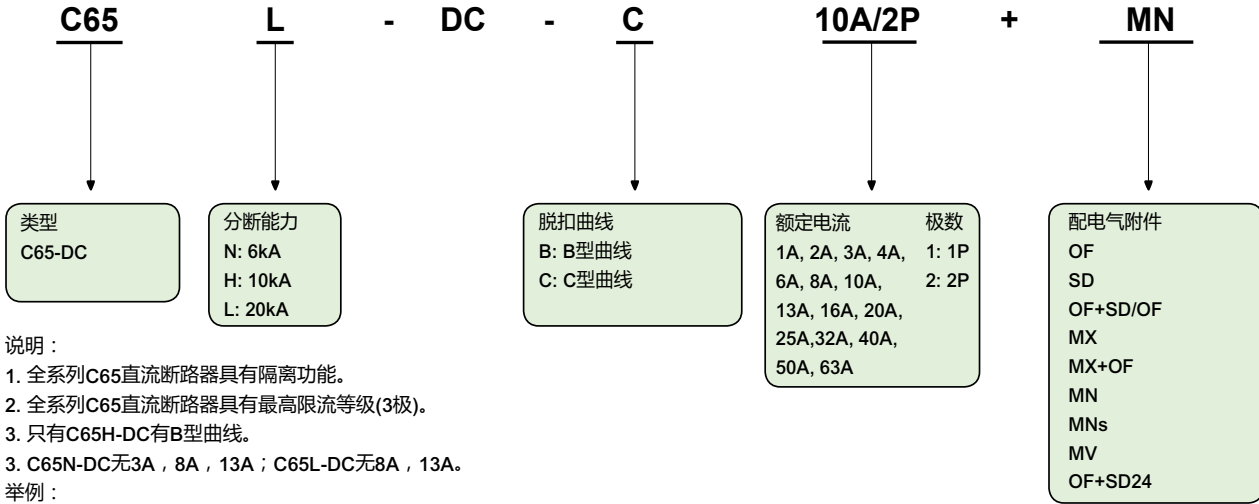 C65 L - DC - C 10A/2P + MN
类型
C65-DC
分断能力
N: 6kA
H: 10kA
L: 20kA
脱扣曲线
B: B型曲线
C: C型曲线
额定电流 极数
1A, 2A, 3A, 4A, 1: 1P
6A, 8A, 10A, 2: 2P
13A, 16A, 20A,
25A,32A, 40A,
50A, 63A
配电气附件
OF
SD
OF+SD/OF
MX
MX+OF
MN
MNs
MV
OF+SD24
说明：
1. 全系列C65直流断路器具有隔离功能。
2. 全系列C65直流断路器具有最高限流等级(3极)。
3. 只有C65H-DC有B型曲线。
3. C65N-DC无3A，8A，13A；C65L-DC无8A，13A。
举例：